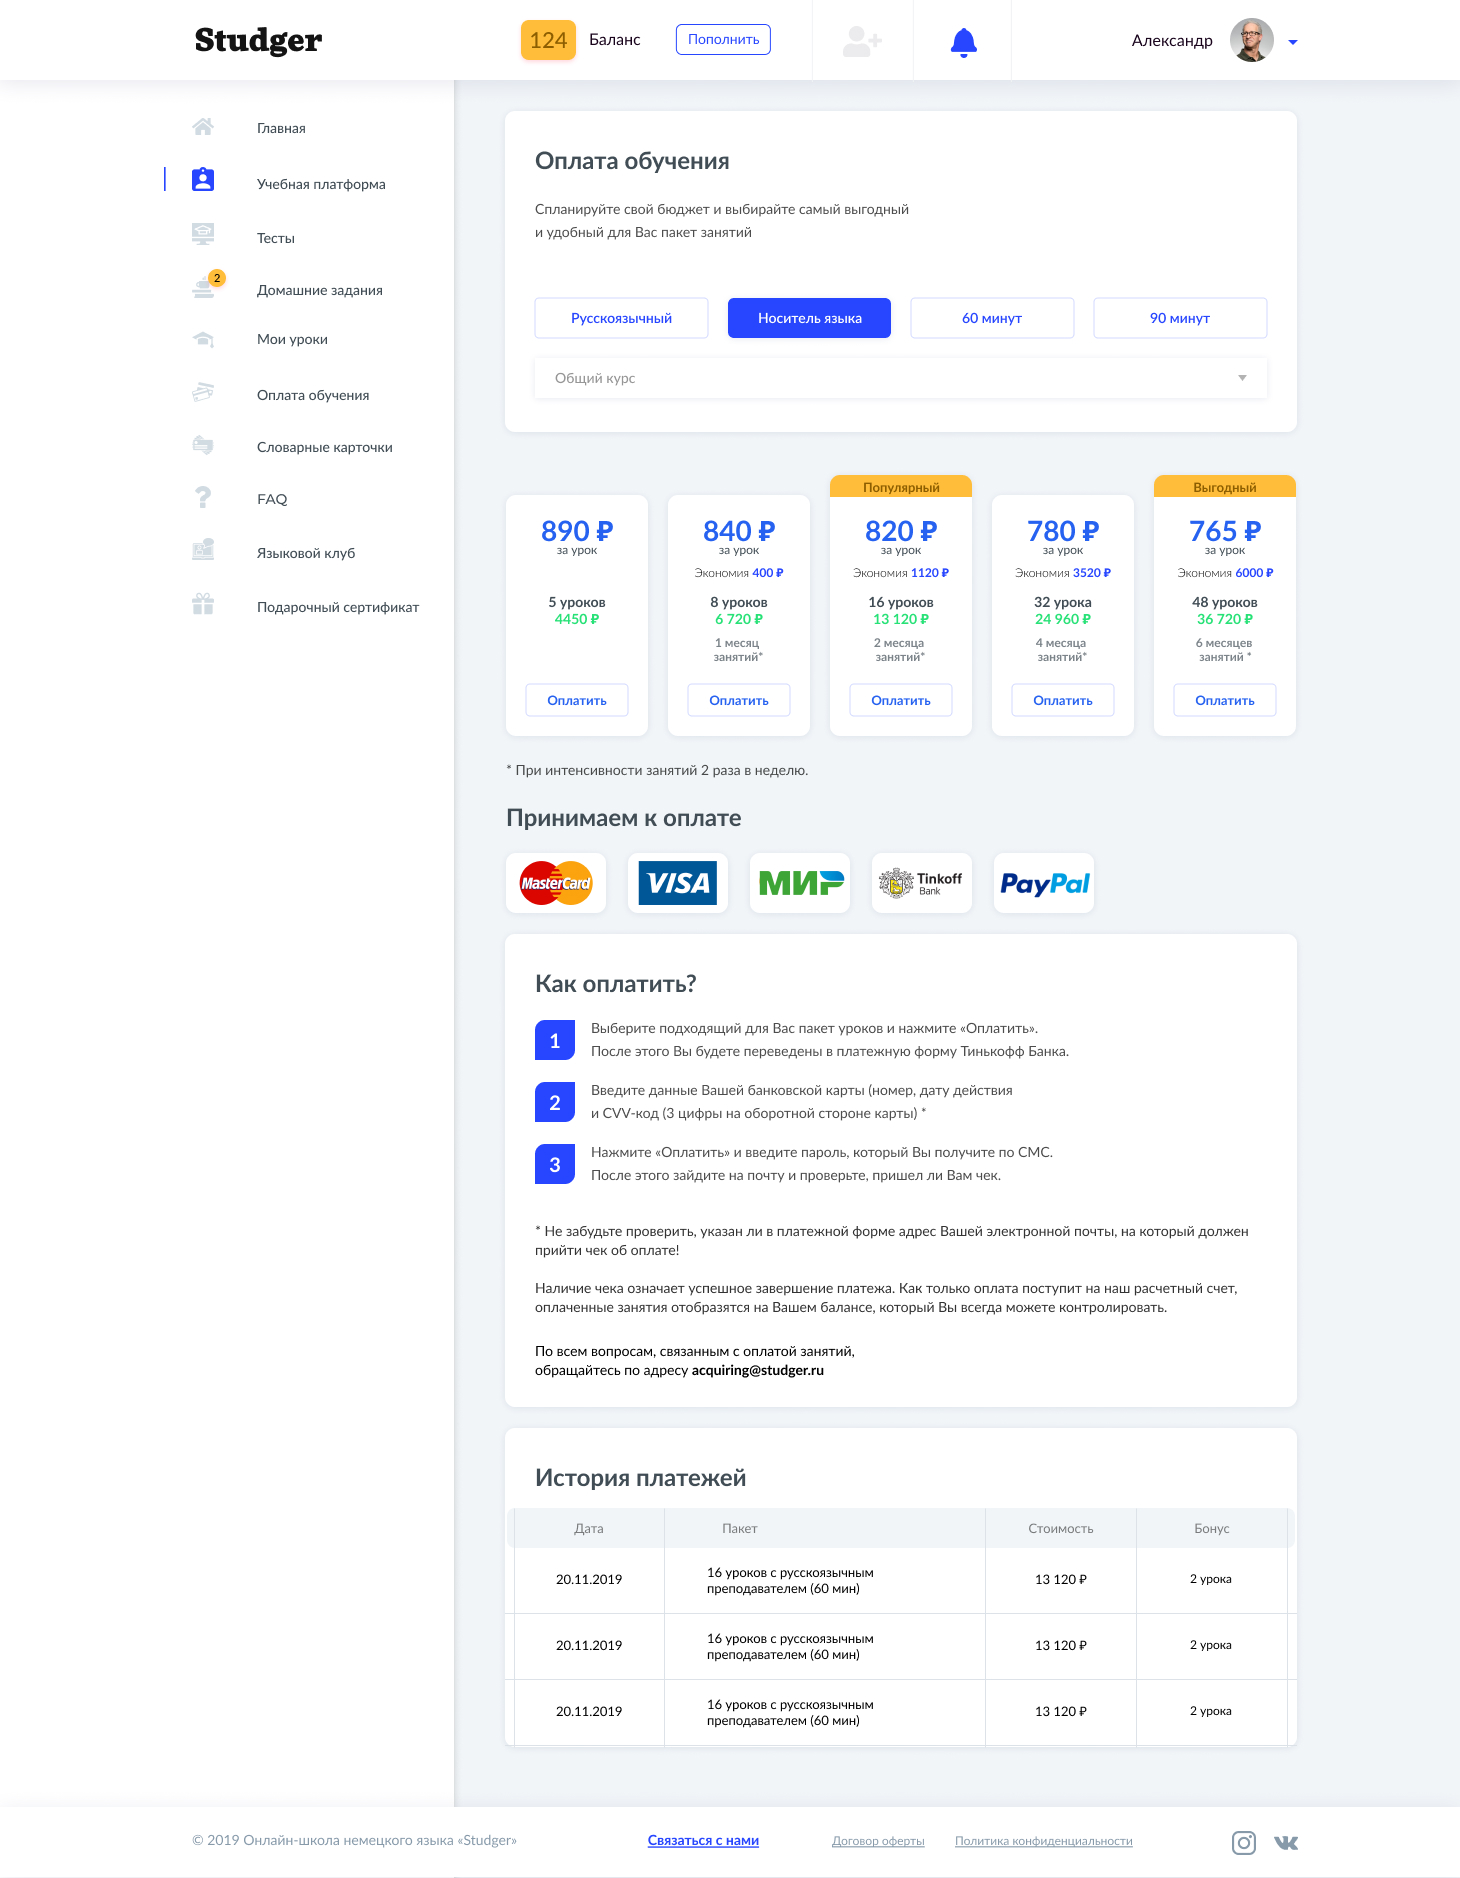 Studger
124 Баланс
Пополнить
Александр
Главная
Учебная платформа
Тесты
2
Домашние задания
Мои уроки
Оплата обучения
Словарные карточки
FAQ
Языковой клуб
Подарочный сертификат
Оплата обучения
Спланируйте свой бюджет и выбирайте самый выгодный
и удобный для Вас пакет занятий
Русскоязычный
Носитель языка
60 минут
90 минут
Общий курс
890 ₽
за урок
5 уроков
4450 ₽
Оплатить
840 ₽
за урок
Экономия 400 ₽
8 уроков
6 720 ₽
1 месяц
занятий*
Оплатить
Популярный
820 ₽
за урок
Экономия 1120 ₽
16 уроков
13 120 ₽
2 месяца
занятий*
Оплатить
780 ₽
за урок
Экономия 3520 ₽
32 урока
24 960 ₽
4 месяца
занятий*
Оплатить
Выгодный
765 ₽
за урок
Экономия 6000 ₽
48 уроков
36 720 ₽
6 месяцев
занятий *
Оплатить
* При интенсивности занятий 2 раза в неделю.
Принимаем к оплате
MasterCard
VISA
МИР
Tinkoff
Bank
PayPal
Как оплатить?
1
Выберите подходящий для Вас пакет уроков и нажмите «Оплатить».
После этого Вы будете переведены в платежную форму Тинькофф Банка.
2
Введите данные Вашей банковской карты (номер, дату действия
и CVV-код (3 цифры на оборотной стороне карты) *
3
Нажмите «Оплатить» и введите пароль, который Вы получите по СМС.
После этого зайдите на почту и проверьте, пришел ли Вам чек.
* Не забудьте проверить, указан ли в платежной форме адрес Вашей электронной почты, на который должен
прийти чек об оплате!
Наличие чека означает успешное завершение платежа. Как только оплата поступит на наш расчетный счет,
оплаченные занятия отобразятся на Вашем балансе, который Вы всегда можете контролировать.
По всем вопросам, связанным с оплатой занятий,
обращайтесь по адресу acquiring@studger.ru
История платежей
Дата Пакет Стоимость Бонус
20.11.2019 16 уроков с русскоязычным
преподавателем (60 мин) 13 120 ₽ 2 урока
20.11.2019 16 уроков с русскоязычным
преподавателем (60 мин) 13 120 ₽ 2 урока
20.11.2019 16 уроков с русскоязычным
преподавателем (60 мин) 13 120 ₽ 2 урока
© 2019 Онлайн-школа немецкого языка «Studger»
Связаться с нами
Договор оферты
Политика конфиденциальности